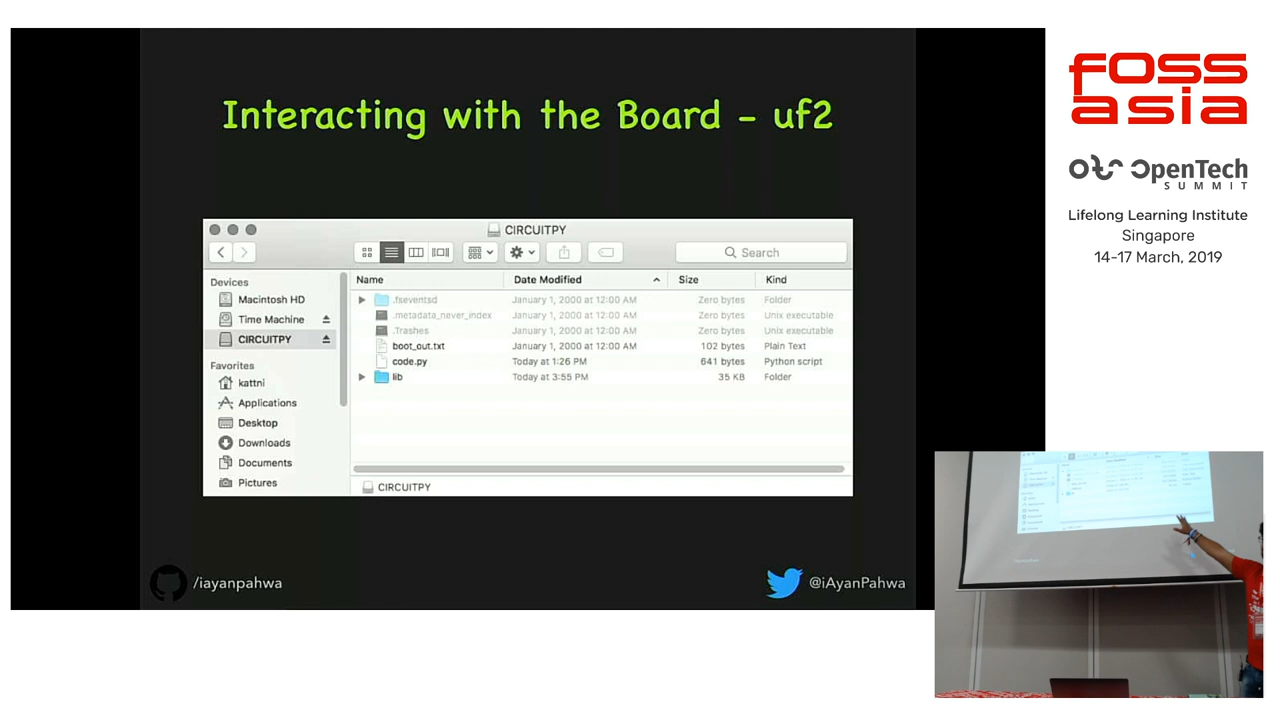 Interacting with the Board - uf2
CIRCUITPY
Search
Devices
Macintosh HD
Time Machine
CIRCUITPY
Favorites
kattni
Applications
Desktop
Downloads
Documents
Pictures
Name Date Modified Size Kind
.fseventsd January 1, 2000 at 12:00 AM Zero bytes Folder
.metadata_never_index January 1, 2000 at 12:00 AM Zero bytes Unix executable
.Trashes January 1, 2000 at 12:00 AM Zero bytes Unix executable
boot_out.txt January 1, 2000 at 12:00 AM 102 bytes Plain Text
code.py Today at 1:26 PM 641 bytes Python script
lib Today at 3:55 PM 35 KB Folder
CIRCUITPY
/iayanpahwa
@iAyanPahwa
FOSS
asia
OpenTech
SUMMIT
Lifelong Learning Institute
Singapore
14-17 March, 2019